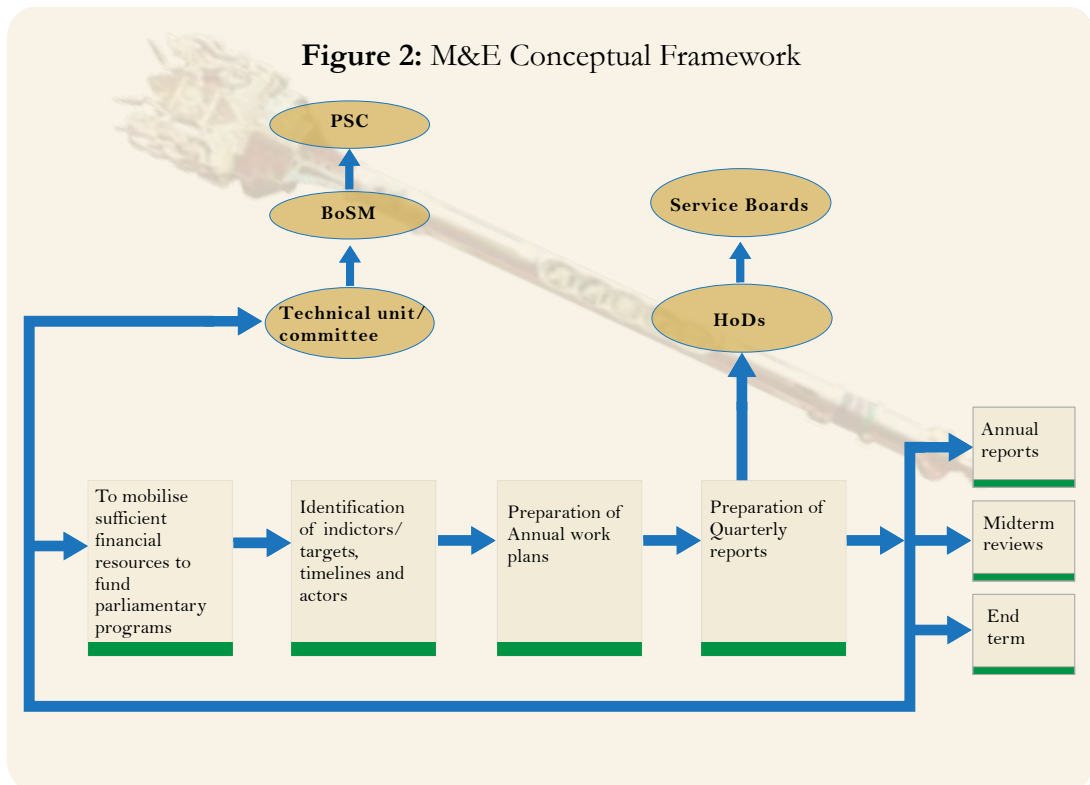 Figure 2: M&E Conceptual Framework
PSC
BoSM
Technical unit/
committee
Service Boards
HoDs
To mobilise
sufficient
financial
resources to
fund
parliamentary
programs
Identification
of indictors/
targets,
timelines and
actors
Preparation of
Annual work
plans
Preparation of
Quarterly
reports
Annual
reports
Midterm
reviews
End
term